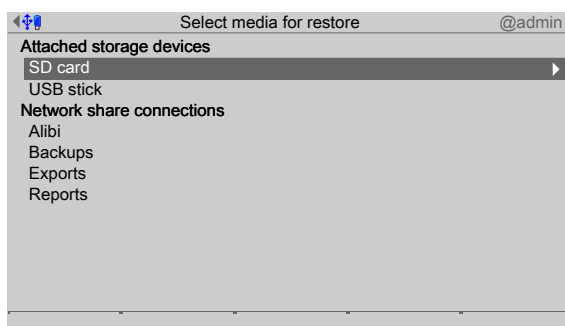 Select media for restore @admin
Attached storage devices
SD card
USB stick
Network share connections
Alibi
Backups
Exports
Reports